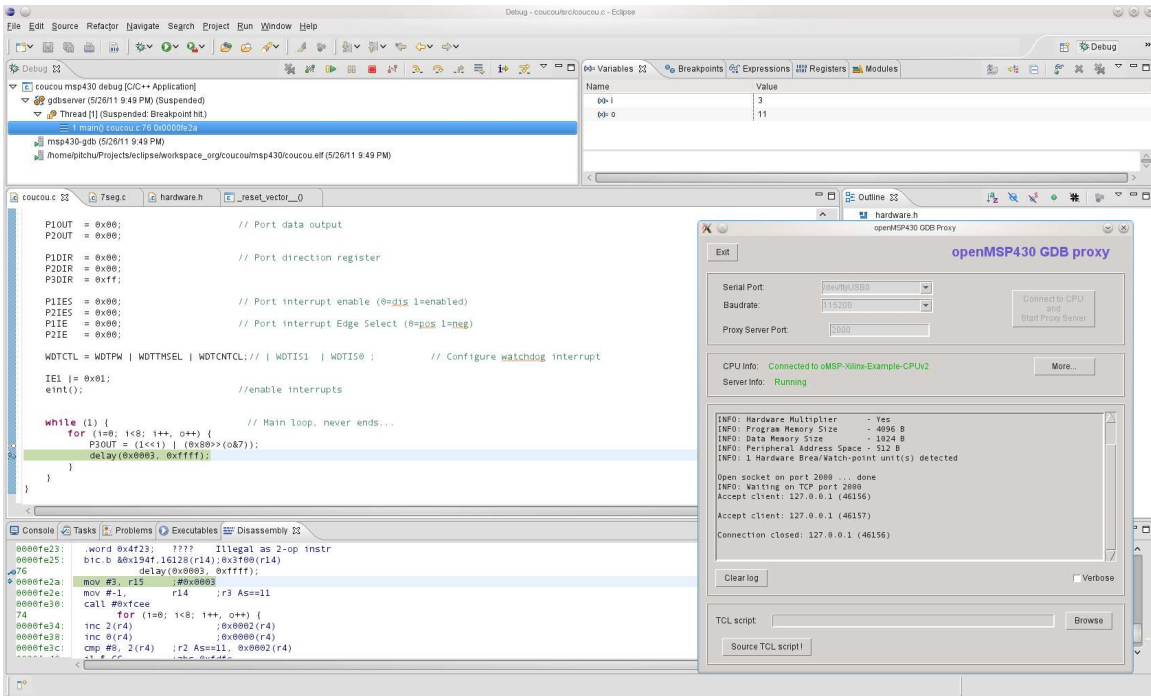 Debug - coucou/src/coucou.c - Eclipse
File Edit Source Refactor Navigate Search Project Run Window Help
Debug
Debug
coucou msp430 debug [C/C++ Application]
gdbserver (5/26/11 9:49 PM) (Suspended)
Thread [1] (Suspended: Breakpoint hit.)
1 main() coucou.c:76 0x0000fe2a
msp430-gdb (5/26/11 9:49 PM)
/home/pitchu/Projects/eclipse/workspace_org/coucou/msp430/coucou.elf (5/26/11 9:49 PM)
Variables Breakpoints Expressions Registers Modules
Name Value
i 3
o 11
coucou.c 7seg.c hardware.h _reset_vector__()
P1OUT = 0x00; // Port data output
P2OUT = 0x00;
P1DIR = 0x00; // Port direction register
P2DIR = 0x00;
P3DIR = 0xff;
P1IES = 0x00; // Port interrupt enable (0=dis 1=enabled)
P2IES = 0x00;
P1IE = 0x00; // Port interrupt Edge Select (0=pos 1=neg)
P2IE = 0x00;
WDTCTL = WDTPW | WDTTMSEL | WDTCNTCL;// | WDTIS1 | WDTIS0 ; // Configure watchdog interrupt
IE1 |= 0x01;
eint(); //enable interrupts
while (1) { // Main loop, never ends...
for (i=0; i<8; i++, o++) {
P3OUT = (1<<i) | (0x80>>(o&7));
delay(0x0003, 0xffff);
}
}
}
Outline
hardware.h
openMSP430 GDB Proxy
Exit
openMSP430 GDB proxy
Serial Port: /dev/ttyUSB0
Baudrate: 115200
Proxy Server Port: 2000
Connect to CPU
and
Start Proxy Server
CPU Info: Connected to oMSP-Xilinx-Example-CPUv2
More...
Server Info: Running
INFO: Hardware Multiplier - Yes
INFO: Program Memory Size - 4096 B
INFO: Data Memory Size - 1024 B
INFO: Peripheral Address Space - 512 B
INFO: 1 Hardware Brea/Watch-point unit(s) detected
Open socket on port 2000 ... done
INFO: Waiting on TCP port 2000
Accept client: 127.0.0.1 (46156)
Accept client: 127.0.0.1 (46157)
Connection closed: 127.0.0.1 (46156)
Clear log
Verbose
TCL script:
Browse
Source TCL script !
Console Tasks Problems Executables Disassembly
0000fe23: .word 0x4f23; ???? Illegal as 2-op instr
0000fe25: bic.b &0x194f,16128(r14);0x3f00(r14)
76 delay(0x0003, 0xffff);
0000fe2a: mov #3, r15 ;#0x0003
0000fe2e: mov #-1, r14 ;r3 As==11
0000fe30: call #0xfcee
74 for (i=0; i<8; i++, o++) {
0000fe34: inc 2(r4) ;0x0002(r4)
0000fe38: inc 0(r4) ;0x0000(r4)
0000fe3c: cmp #8, 2(r4) ;r2 As==11, 0x0002(r4)